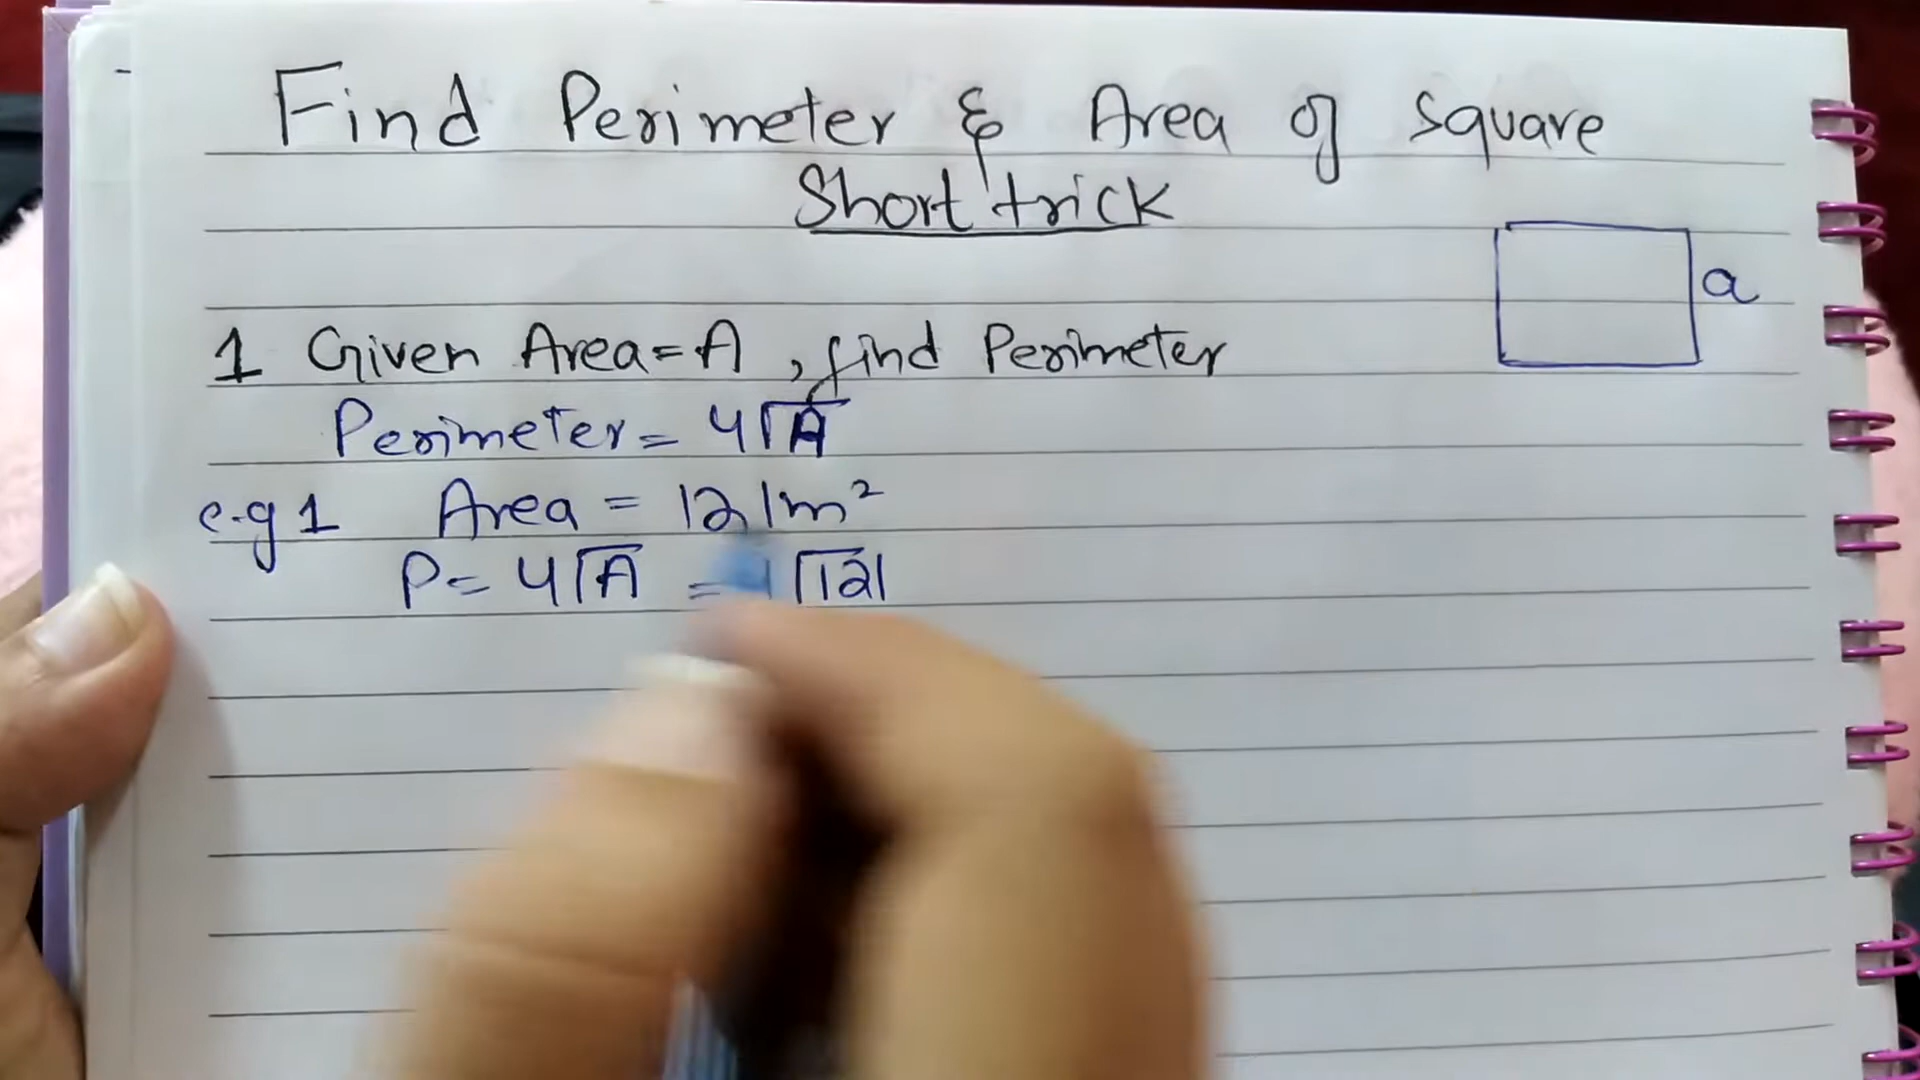 Find Perimeter & Area of Square
Short trick
a
1 Given Area = A , find Perimeter
Perimeter = 4√A
e.g 1 Area = 121m²
P = 4√A = 4√121